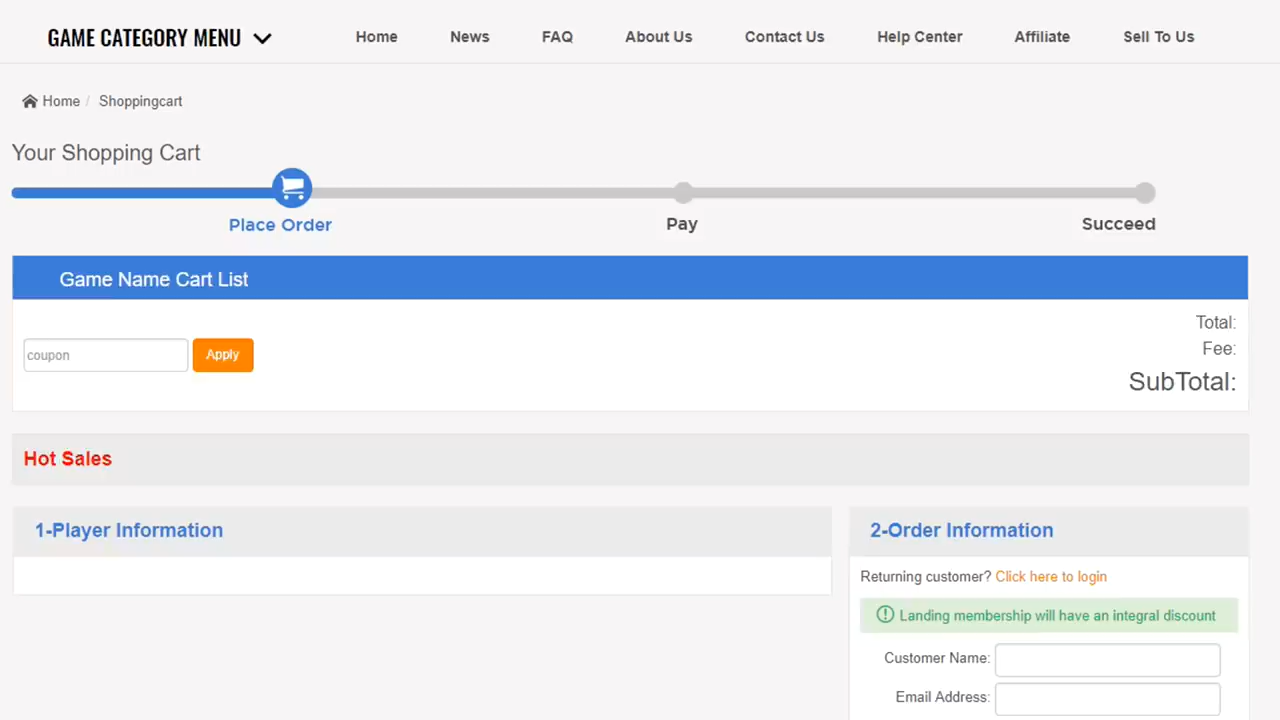 GAME CATEGORY MENU
Home
News
FAQ
About Us
Contact Us
Help Center
Affiliate
Sell To Us
Home / Shoppingcart
Your Shopping Cart
Place Order
Pay
Succeed
Game Name Cart List
Total:
Fee:
coupon
Apply
SubTotal:
Hot Sales
1-Player Information
2-Order Information
Returning customer? Click here to login
Landing membership will have an integral discount
Customer Name:
Email Address: